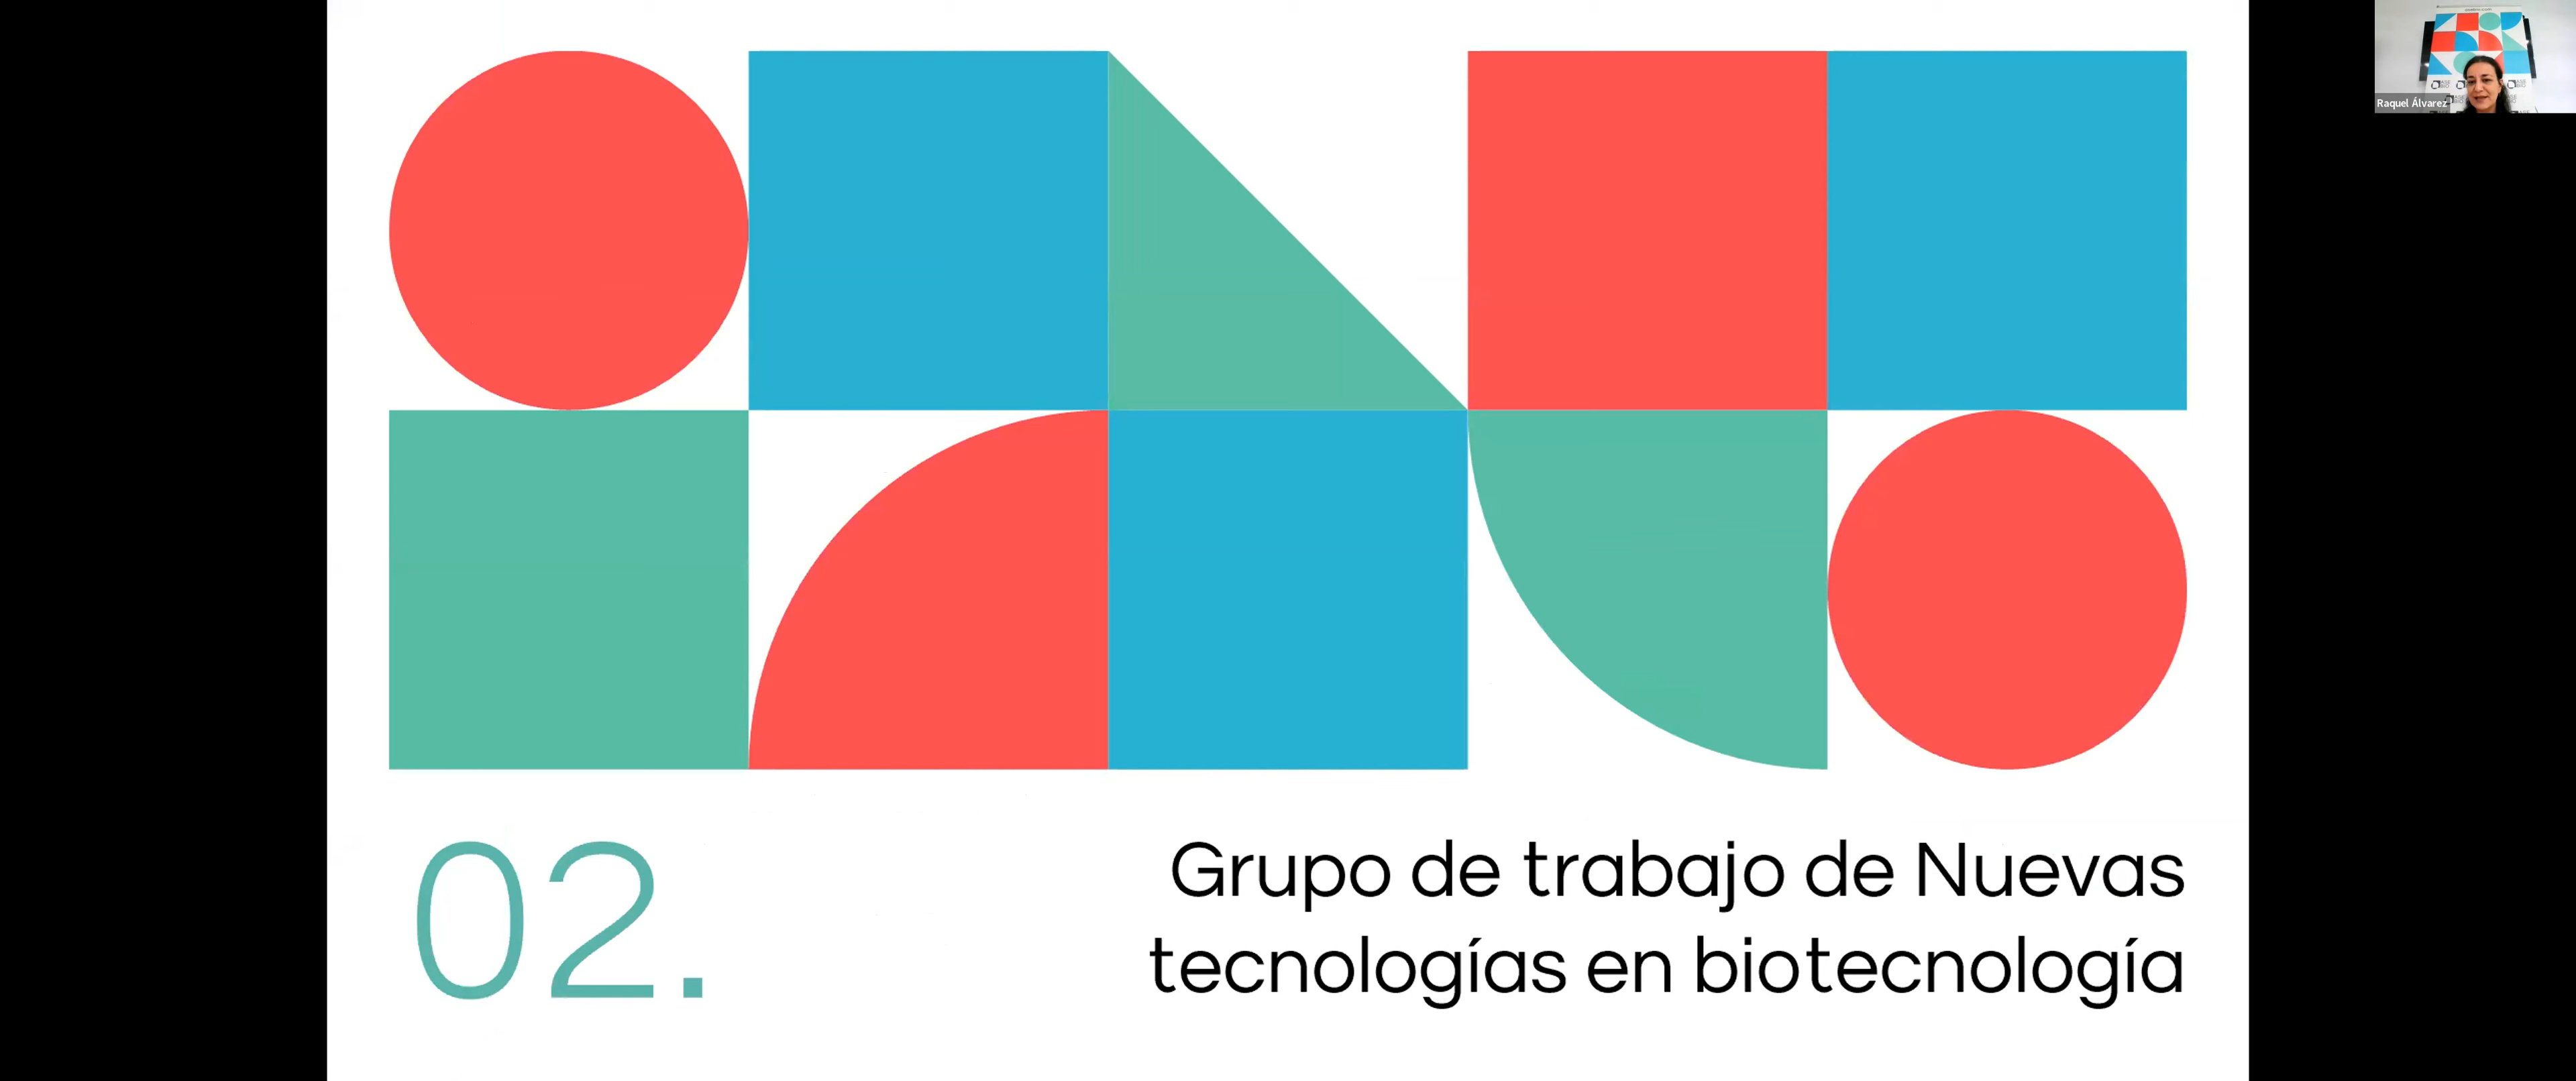 Raquel Álvarez
02.
Grupo de trabajo de Nuevas
tecnologías en biotecnología